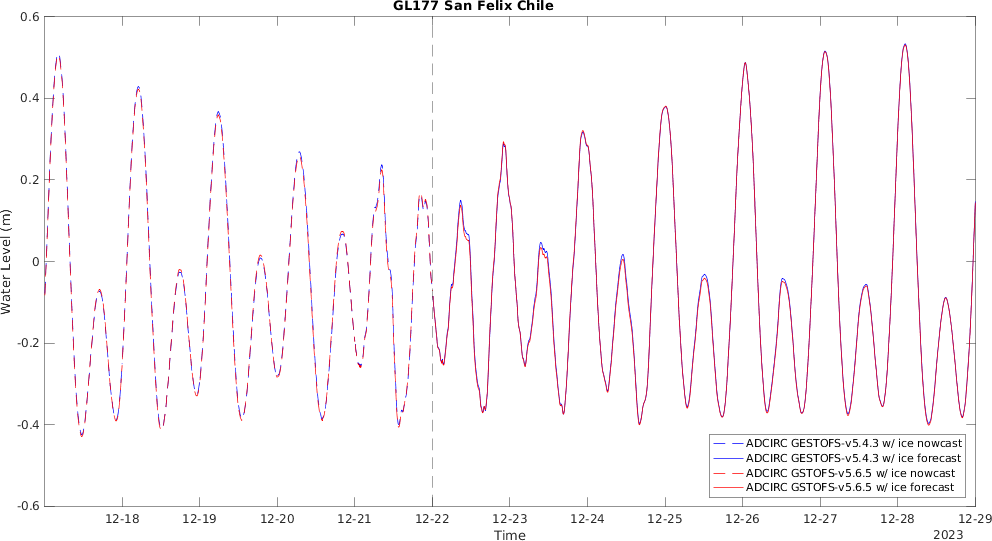 GL177 San Felix Chile
0.6
0.4
0.2
0
-0.2
-0.4
-0.6
Water Level (m)
ADCIRC GESTOFS-v5.4.3 w/ ice nowcast
ADCIRC GESTOFS-v5.4.3 w/ ice forecast
ADCIRC GSTOFS-v5.6.5 w/ ice nowcast
ADCIRC GSTOFS-v5.6.5 w/ ice forecast
12-18 12-19 12-20 12-21 12-22 12-23 12-24 12-25 12-26 12-27 12-28 12-29
Time
2023